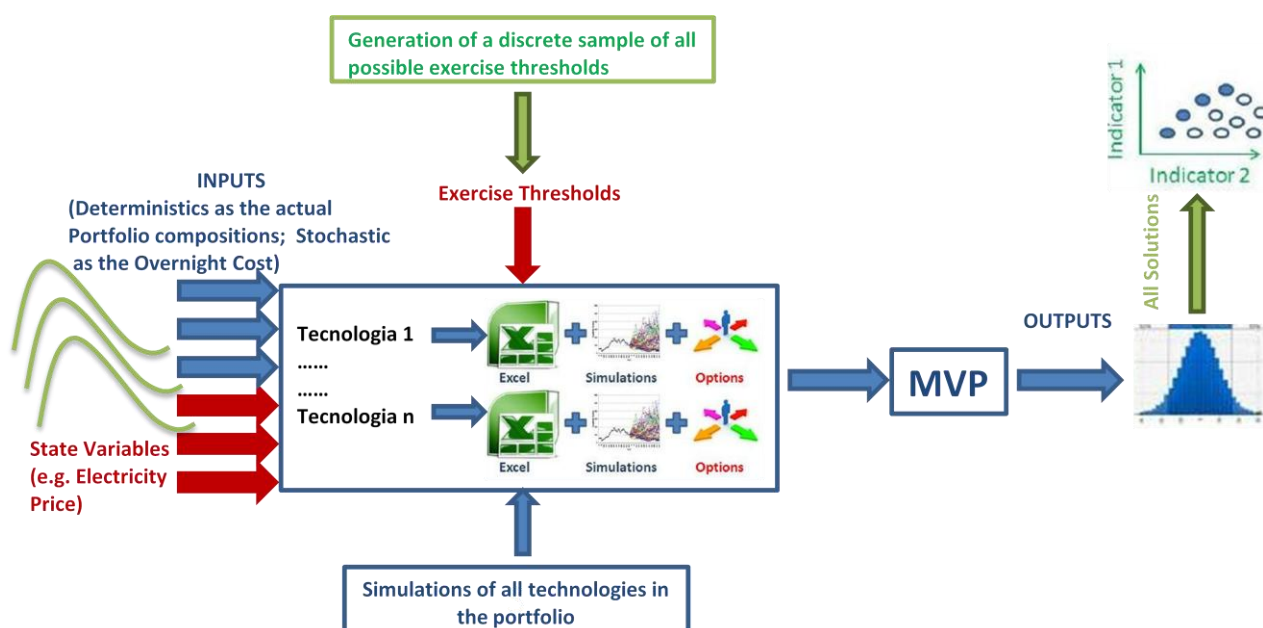 Generation of a discrete sample of all
possible exercise thresholds
Exercise Thresholds
INPUTS
(Deterministics as the actual
Portfolio compositions; Stochastic
as the Overnight Cost)
State Variables
(e.g. Electricity
Price)
Tecnologia 1
......
......
Tecnologia n
Excel
Simulations
Options
Excel
Simulations
Options
Simulations of all technologies in
the portfolio
MVP
OUTPUTS
All Solutions
Indicator 1
Indicator 2